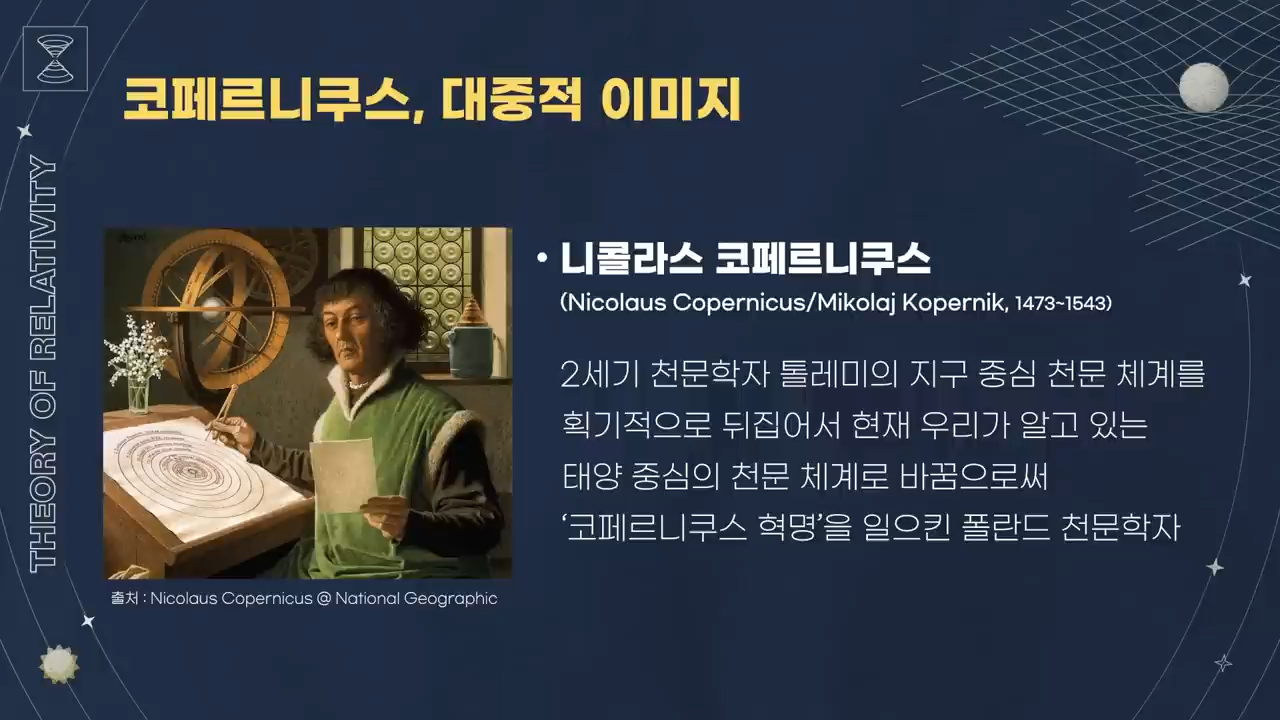 코페르니쿠스, 대중적 이미지
THEORY OF RELATIVITY
• 니콜라스 코페르니쿠스
(Nicolaus Copernicus/Mikolaj Kopernik, 1473~1543)
2세기 천문학자 톨레미의 지구 중심 천문 체계를
획기적으로 뒤집어서 현재 우리가 알고 있는
태양 중심의 천문 체계로 바꿈으로써
‘코페르니쿠스 혁명’을 일으킨 폴란드 천문학자
출처 : Nicolaus Copernicus @ National Geographic